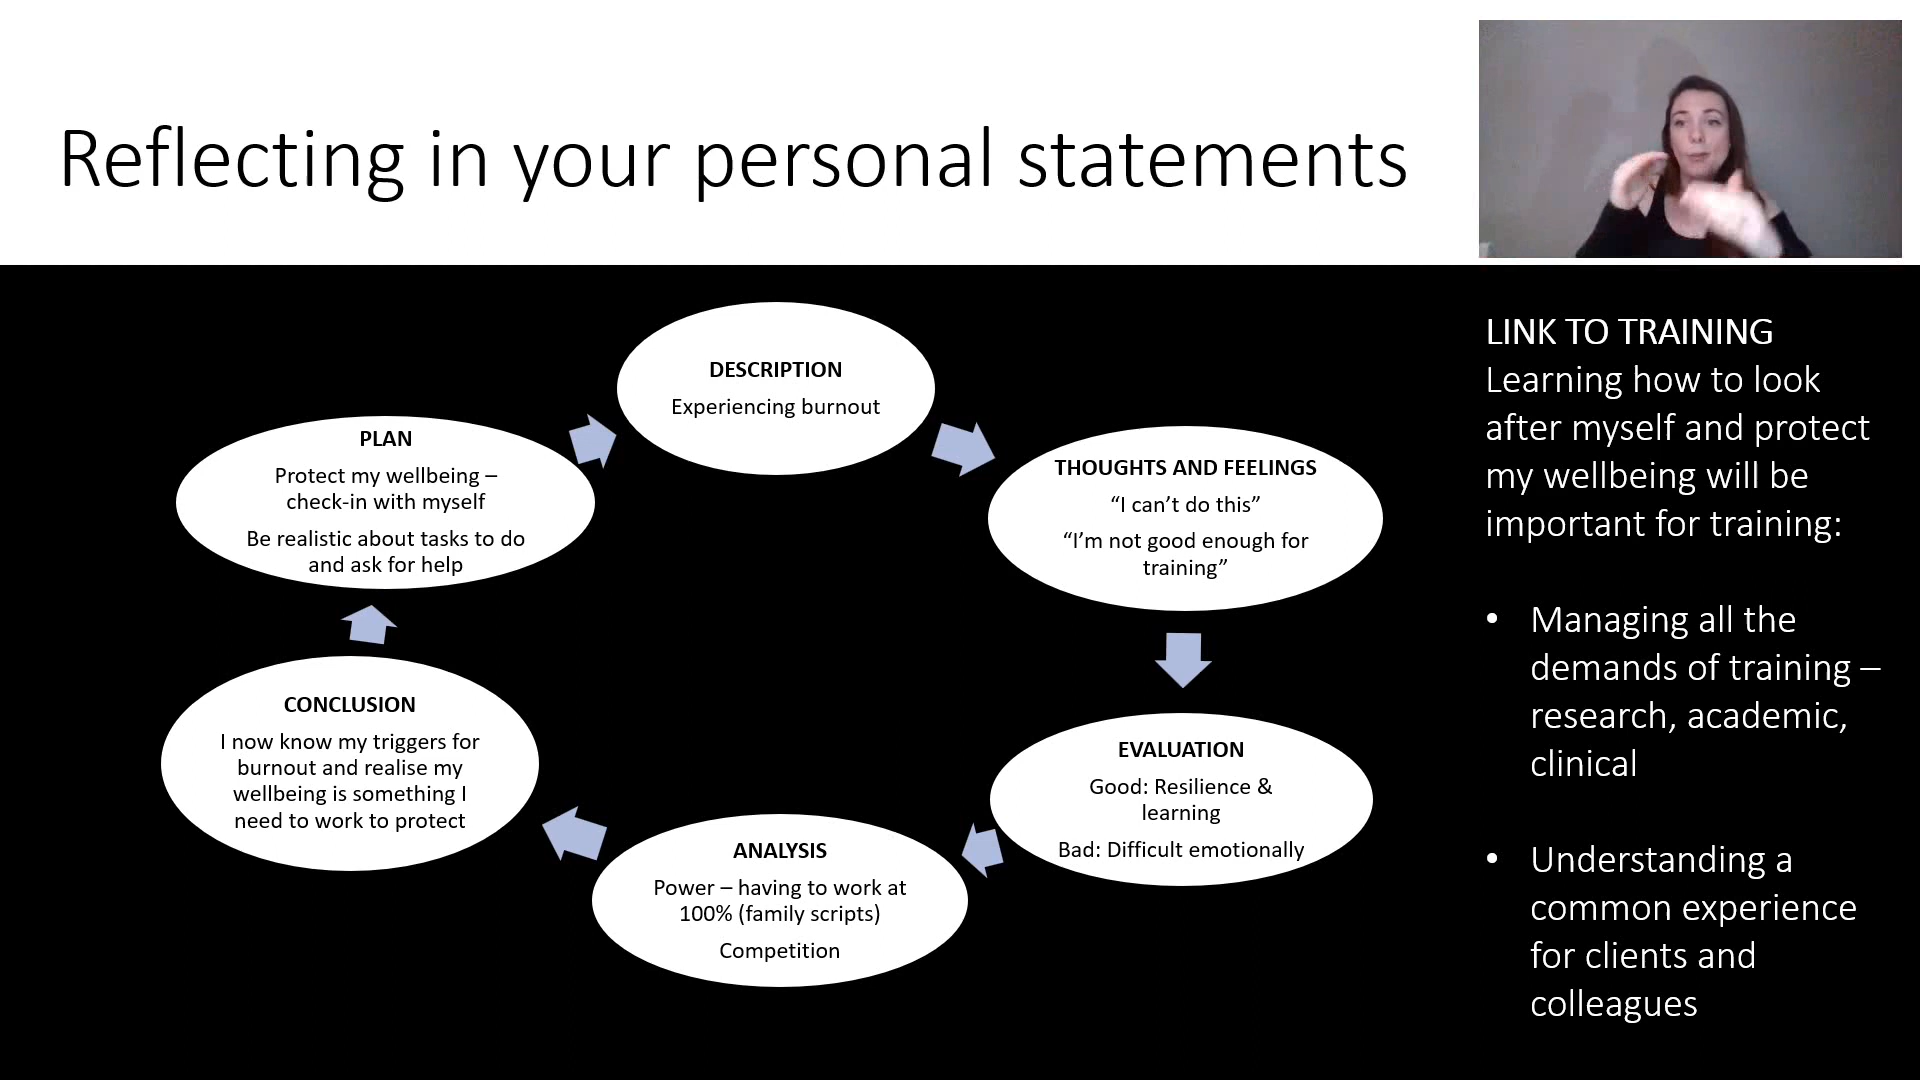 Reflecting in your personal statements
DESCRIPTION
Experiencing burnout
THOUGHTS AND FEELINGS
“I can’t do this”
“I’m not good enough for
training”
EVALUATION
Good: Resilience &
learning
Bad: Difficult emotionally
ANALYSIS
Power – having to work at
100% (family scripts)
Competition
CONCLUSION
I now know my triggers for
burnout and realise my
wellbeing is something I
need to work to protect
PLAN
Protect my wellbeing –
check-in with myself
Be realistic about tasks to do
and ask for help
LINK TO TRAINING
Learning how to look
after myself and protect
my wellbeing will be
important for training:
• Managing all the
demands of training –
research, academic,
clinical
• Understanding a
common experience
for clients and
colleagues